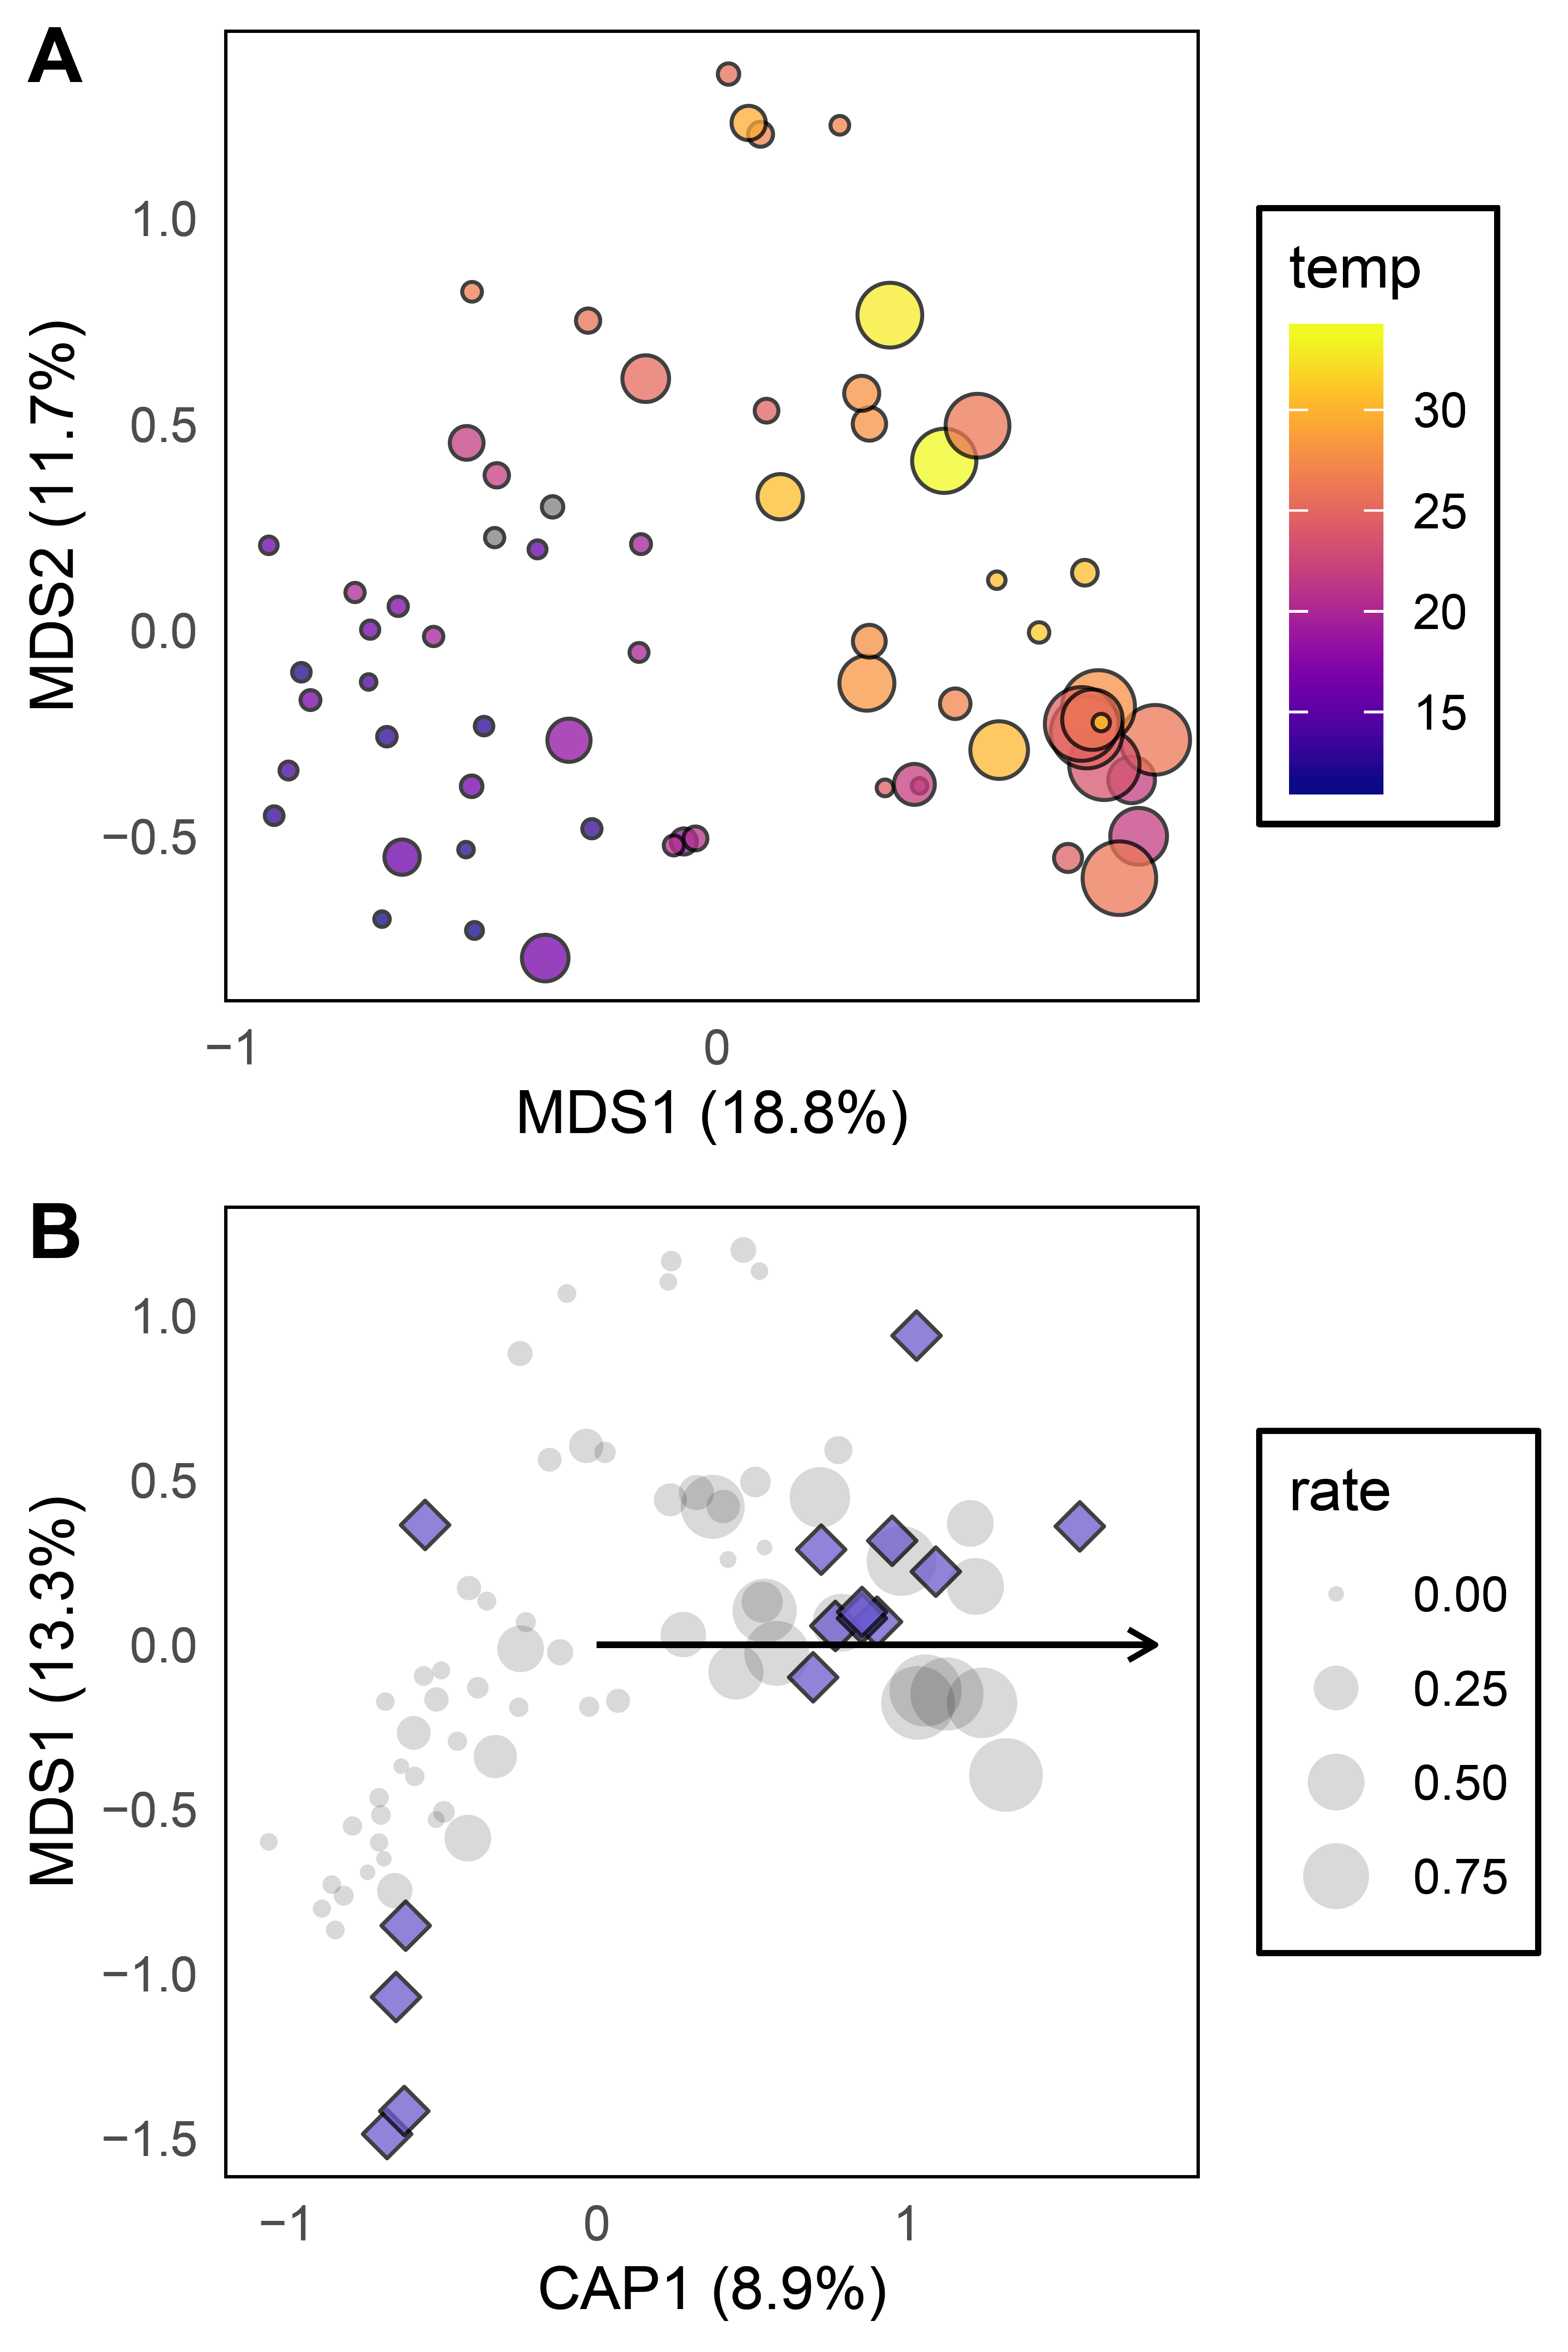 A
MDS2 (11.7%)
1.0
0.5
0.0
−0.5
−1
0
MDS1 (18.8%)
temp
30
25
20
15
B
MDS1 (13.3%)
1.0
0.5
0.0
−0.5
−1.0
−1.5
−1
0
1
CAP1 (8.9%)
rate
0.00
0.25
0.50
0.75